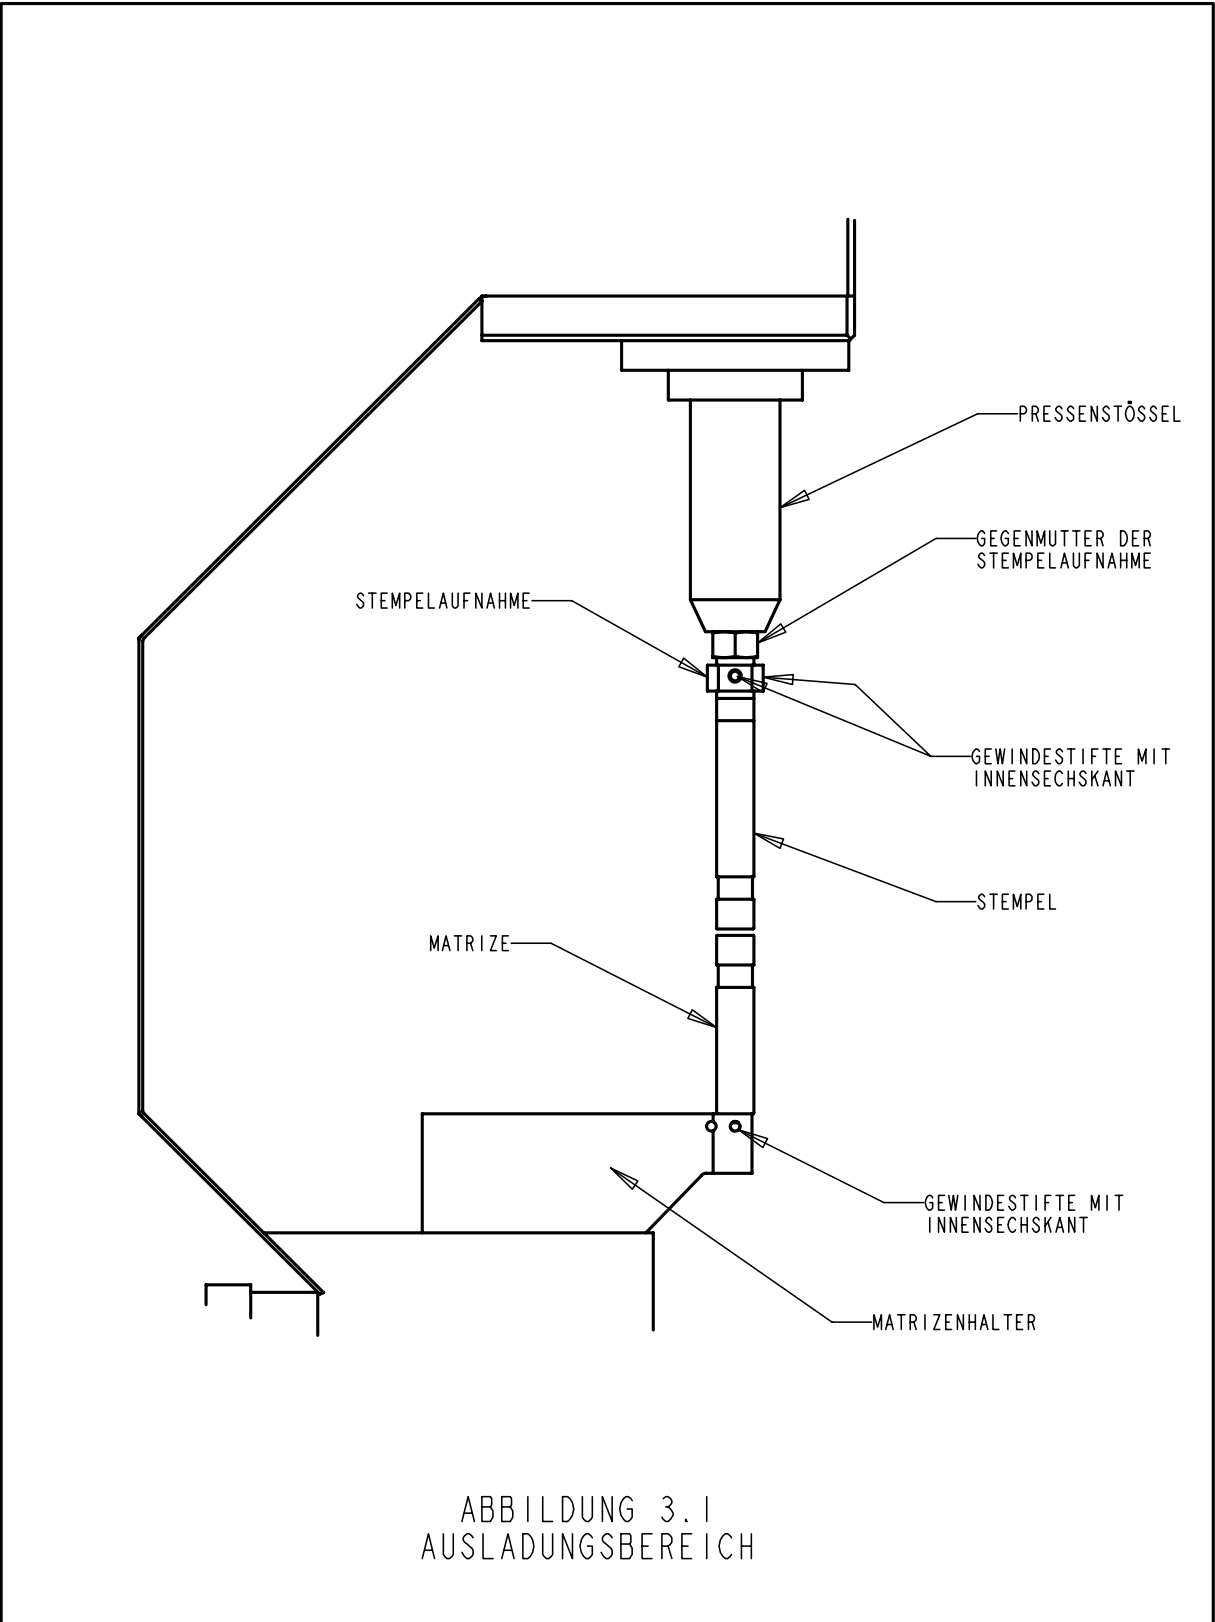 PRESSENSTÖSSEL
GEGENMUTTER DER
STEMPELAUFNAHME
STEMPELAUFNAHME
GEWINDESTIFTE MIT
INNENSECHSKANT
STEMPEL
MATRIZE
GEWINDESTIFTE MIT
INNENSECHSKANT
MATRIZENHALTER
ABBILDUNG 3.1
AUSLADUNGSBEREICH